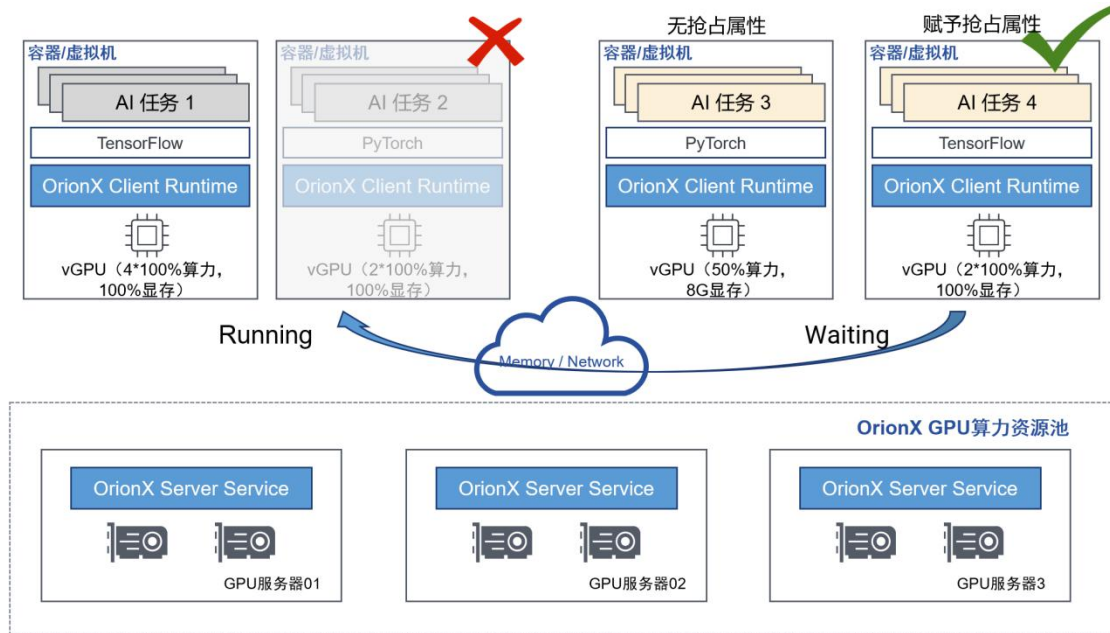 无抢占属性
赋予抢占属性
容器/虚拟机
AI 任务 1
TensorFlow
OrionX Client Runtime
vGPU（4*100%算力，
100%显存）
容器/虚拟机
AI 任务 2
PyTorch
OrionX Client Runtime
vGPU（2*100%算力，
100%显存）
容器/虚拟机
AI 任务 3
PyTorch
OrionX Client Runtime
vGPU（50%算力，
8G显存）
容器/虚拟机
AI 任务 4
TensorFlow
OrionX Client Runtime
vGPU（2*100%算力，
100%显存）
Running
Memory / Network
Waiting
OrionX GPU算力资源池
OrionX Server Service
GPU服务器01
OrionX Server Service
GPU服务器02
OrionX Server Service
GPU服务器3